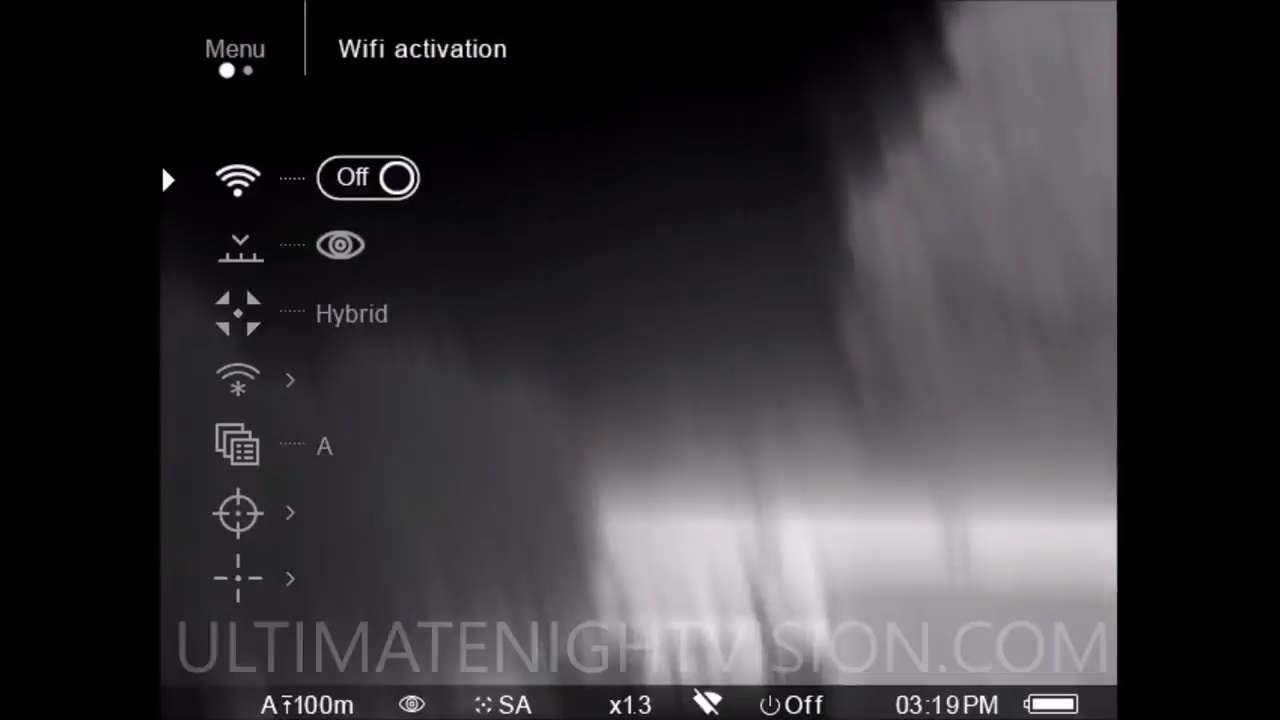 Menu
Wifi activation
Off
Hybrid
A
ULTIMATENIGHTVISION.COM
A 100m SA x1.3 Off 03:19PM